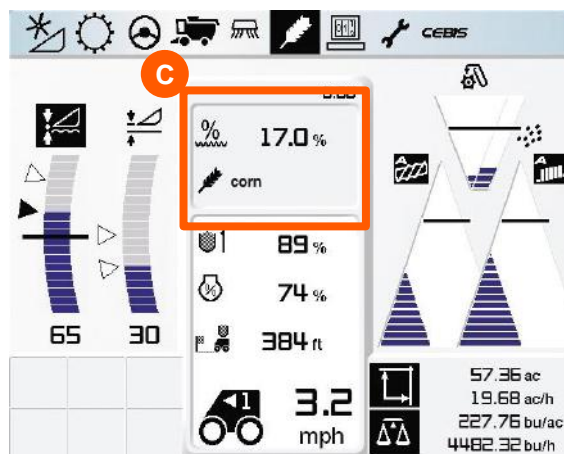 CEBIS
C
% 17.0 %
corn
1 89 %
% 74 %
384 ft
1 3.2
mph
65 30
A
A
57.36 ac
19.68 ac/h
227.76 bu/ac
4482.32 bu/h